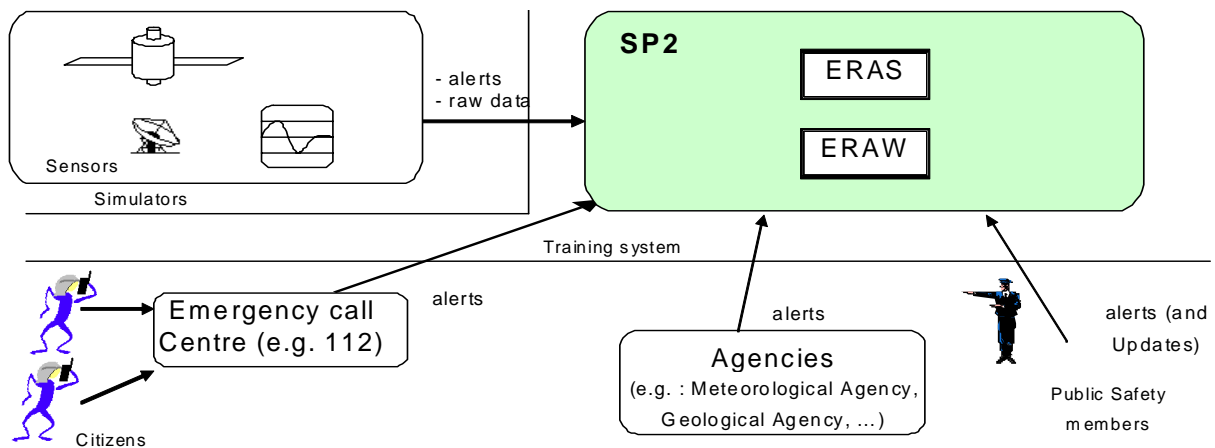 SP2
ERAS
ERAW
- alerts
- raw data
Sensors
Simulators
Training system
Emergency call
Centre (e.g. 112)
alerts
Citizens
alerts
Agencies
(e.g. : Meteorological Agency,
Geological Agency, ...)
alerts (and
Updates)
Public Safety
members